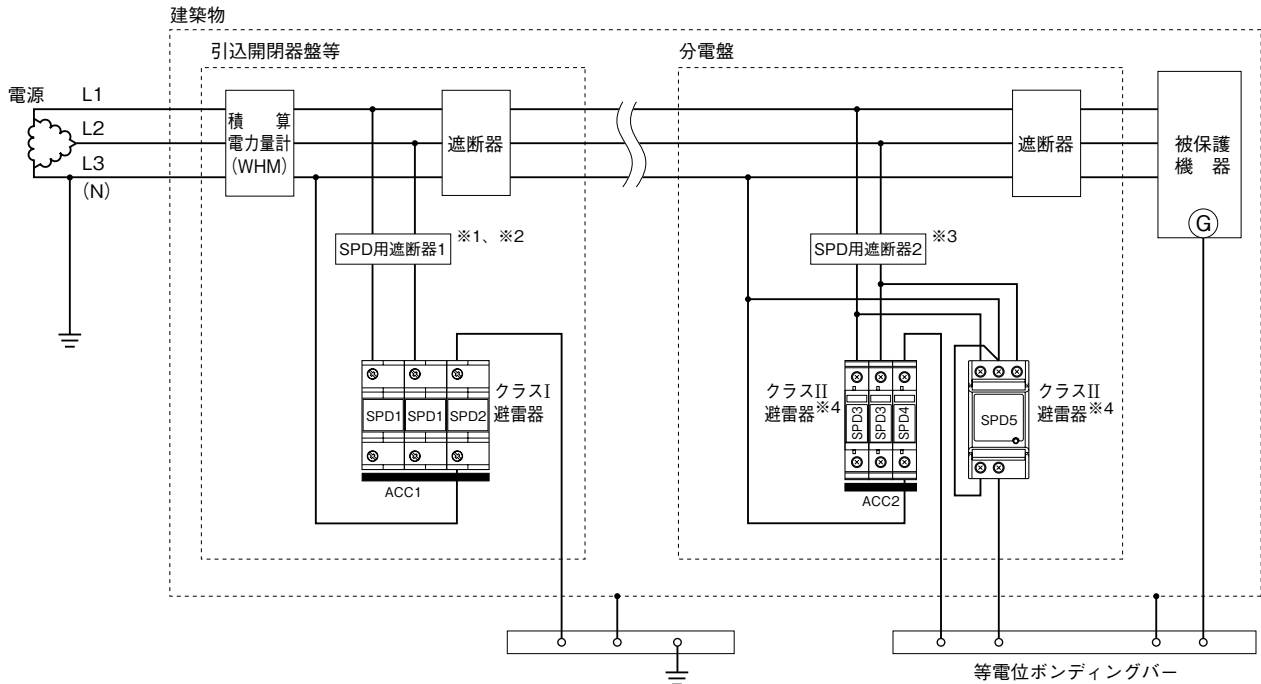 建築物
引込開閉器盤等
分電盤
電源
L1
L2
L3
(N)
積 算
電力量計
(WHM)
遮断器
遮断器
被保護
機 器
G
SPD用遮断器1
※1、※2
SPD用遮断器2
※3
SPD1
SPD1
SPD2
クラスI
避雷器
ACC1
クラスII
避雷器※4
SPD3
SPD3
SPD4
ACC2
SPD5
クラスII
避雷器※4
等電位ボンディングバー